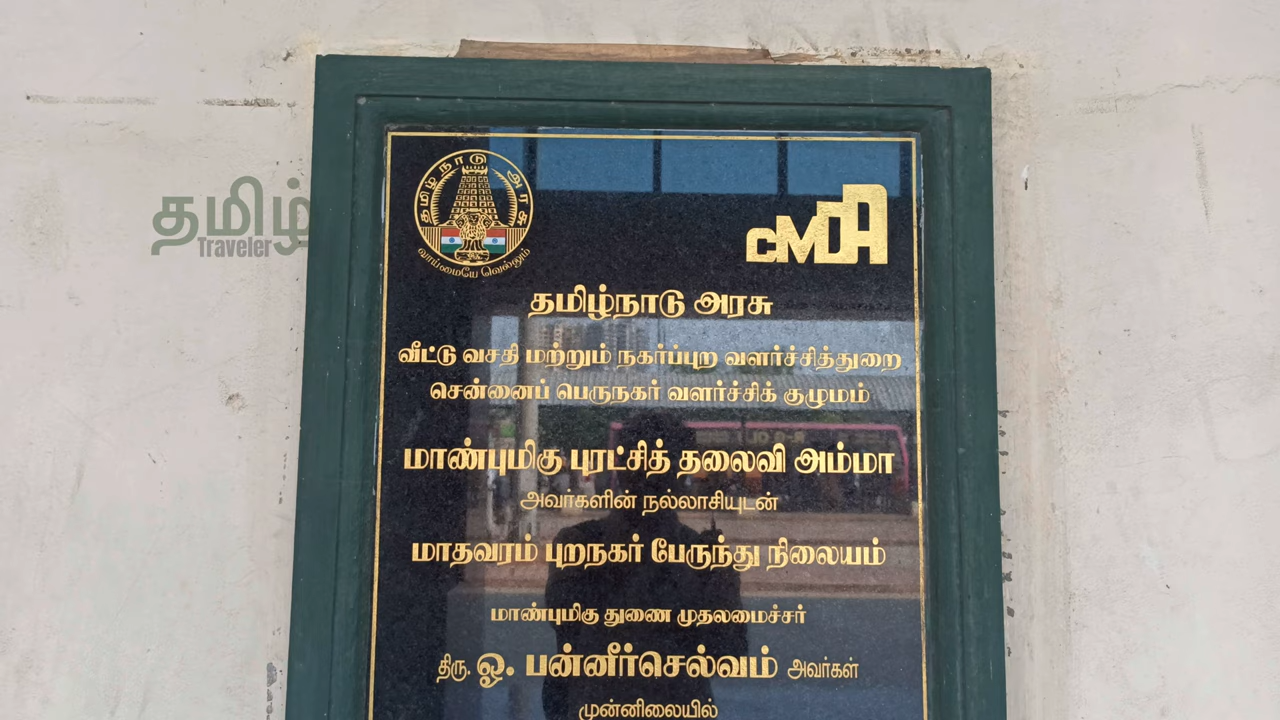 தமிழ்
Traveler
தமிழ்நாடு அரசு
வாய்மையே வெல்லும்
CMDA
தமிழ்நாடு அரசு
வீட்டு வசதி மற்றும் நகர்ப்புற வளர்ச்சித்துறை
சென்னைப் பெருநகர் வளர்ச்சிக் குழுமம்
மாண்புமிகு புரட்சித் தலைவி அம்மா
அவர்களின் நல்லாசியுடன்
மாதவரம் புறநகர் பேருந்து நிலையம்
மாண்புமிகு துணை முதலமைச்சர்
திரு. ஓ. பன்னீர்செல்வம் அவர்கள்
முன்னிலையில்